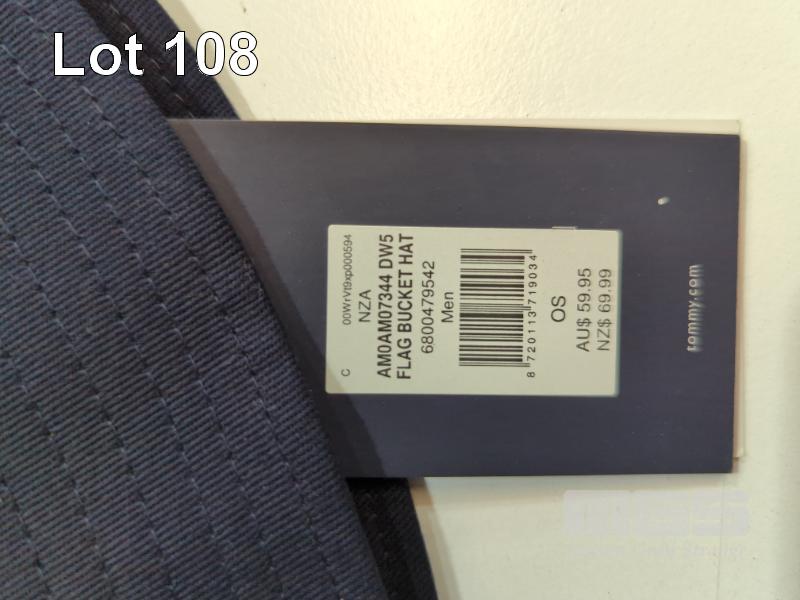 Lot 108
C 00WrVt9xp000594
NZA
AM0AM07344 DW5
FLAG BUCKET HAT
6800479542
Men
8 720113 719034
OS
AU$ 59.95
NZ$ 69.99
tommy.com